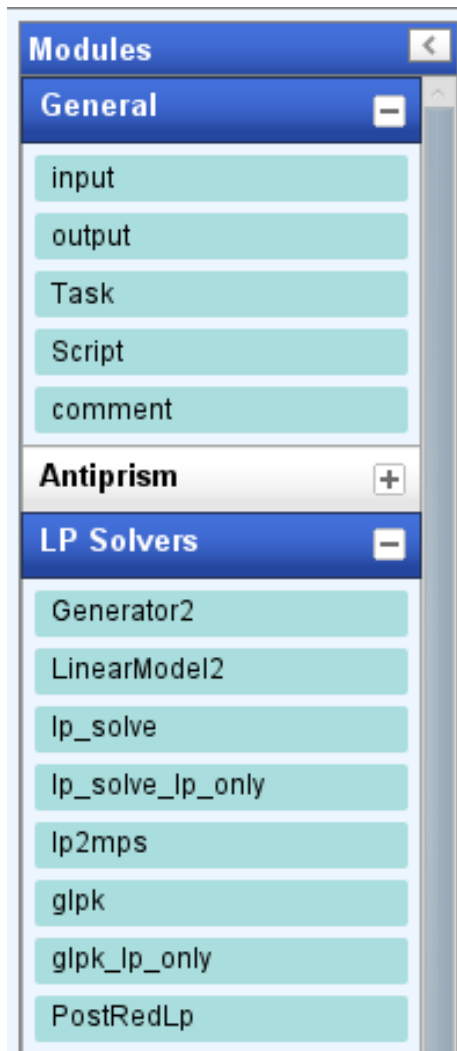 Modules
General
input
output
Task
Script
comment
Antiprism
LP Solvers
Generator2
LinearModel2
lp_solve
lp_solve_lp_only
lp2mps
glpk
glpk_lp_only
PostRedLp